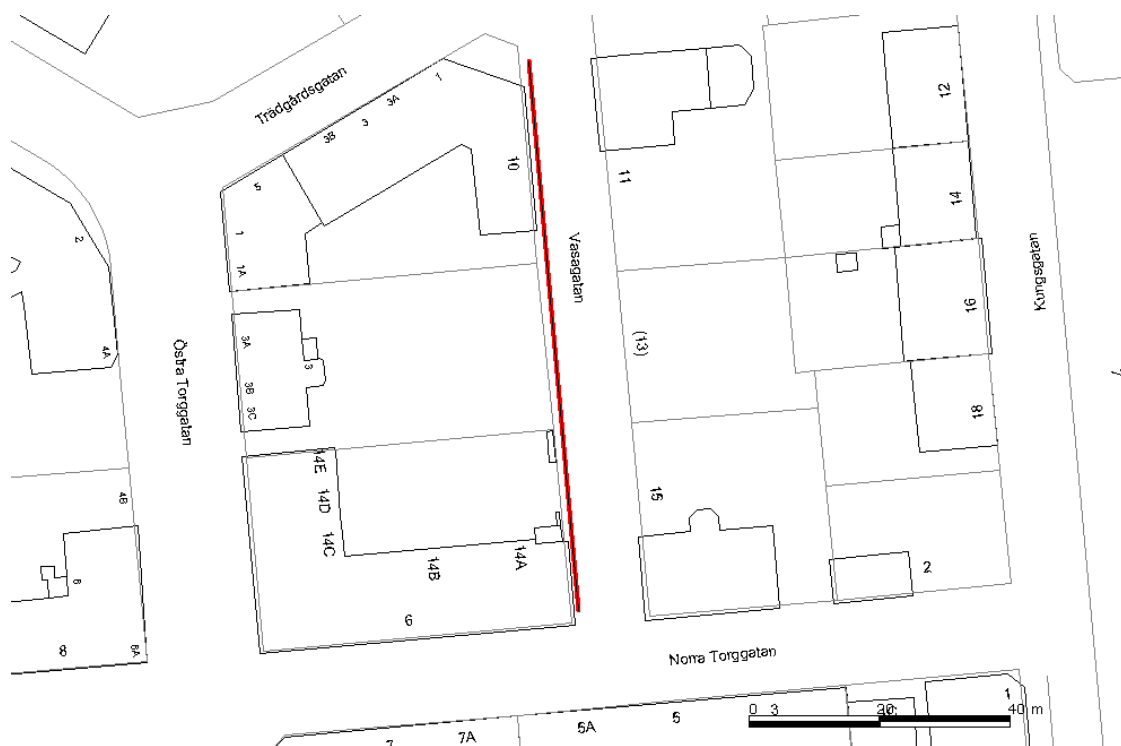 Trädgårdsgatan
1
3A
3
3B
5
1
1A
10
11
12
14
2
Vasagatan
Kungsgatan
16
(13)
3A
3
3B
3C
4A
Östra Torggatan
18
14E
14D
14C
14B
14A
15
4B
6
2
6
8
8A
Norra Torggatan
1
5
5A
7A
7
0 3
20
40 m